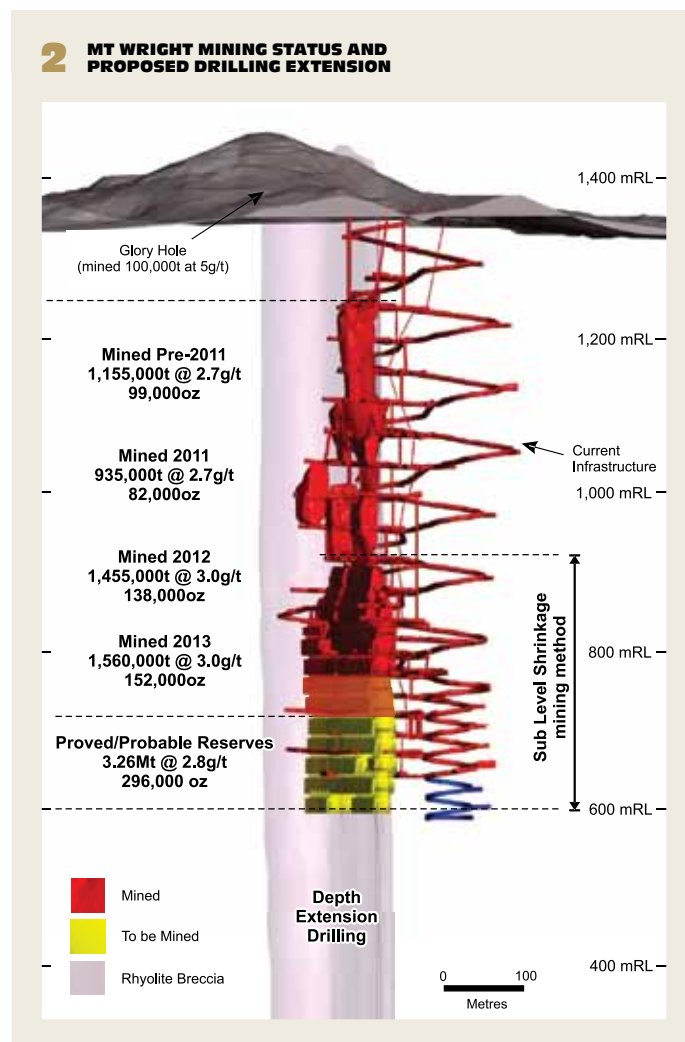 2
MT WRIGHT MINING STATUS AND
PROPOSED DRILLING EXTENSION
1,400 mRL
Glory Hole
(mined 100,000t at 5g/t)
1,200 mRL
Mined Pre-2011
1,155,000t @ 2.7g/t
99,000oz
Current
Infrastructure
Mined 2011
935,000t @ 2.7g/t
82,000oz
1,000 mRL
Mined 2012
1,455,000t @ 3.0g/t
138,000oz
Mined 2013
1,560,000t @ 3.0g/t
152,000oz
800 mRL
Sub Level Shrinkage
mining method
Proved/Probable Reserves
3.26Mt @ 2.8g/t
296,000 oz
600 mRL
Mined
To be Mined
Rhyolite Breccia
Depth
Extension
Drilling
400 mRL
0 100
Metres